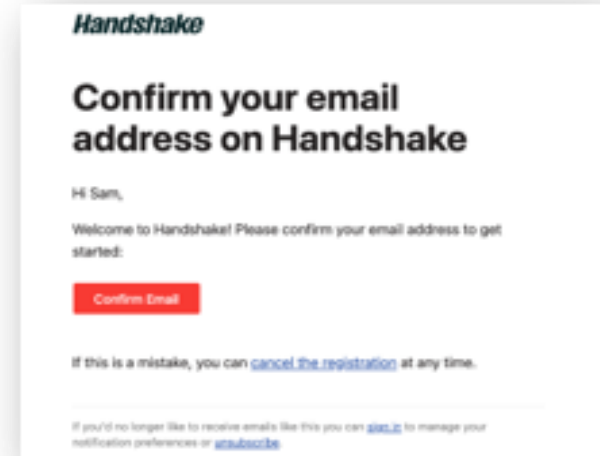 Handshake
Confirm your email
address on Handshake
Hi Sam,
Welcome to Handshake! Please confirm your email address to get
started:
Confirm Email
If this is a mistake, you can cancel the registration at any time.
If you'd no longer like to receive emails like this you can sign in to manage your
notification preferences or unsubscribe.